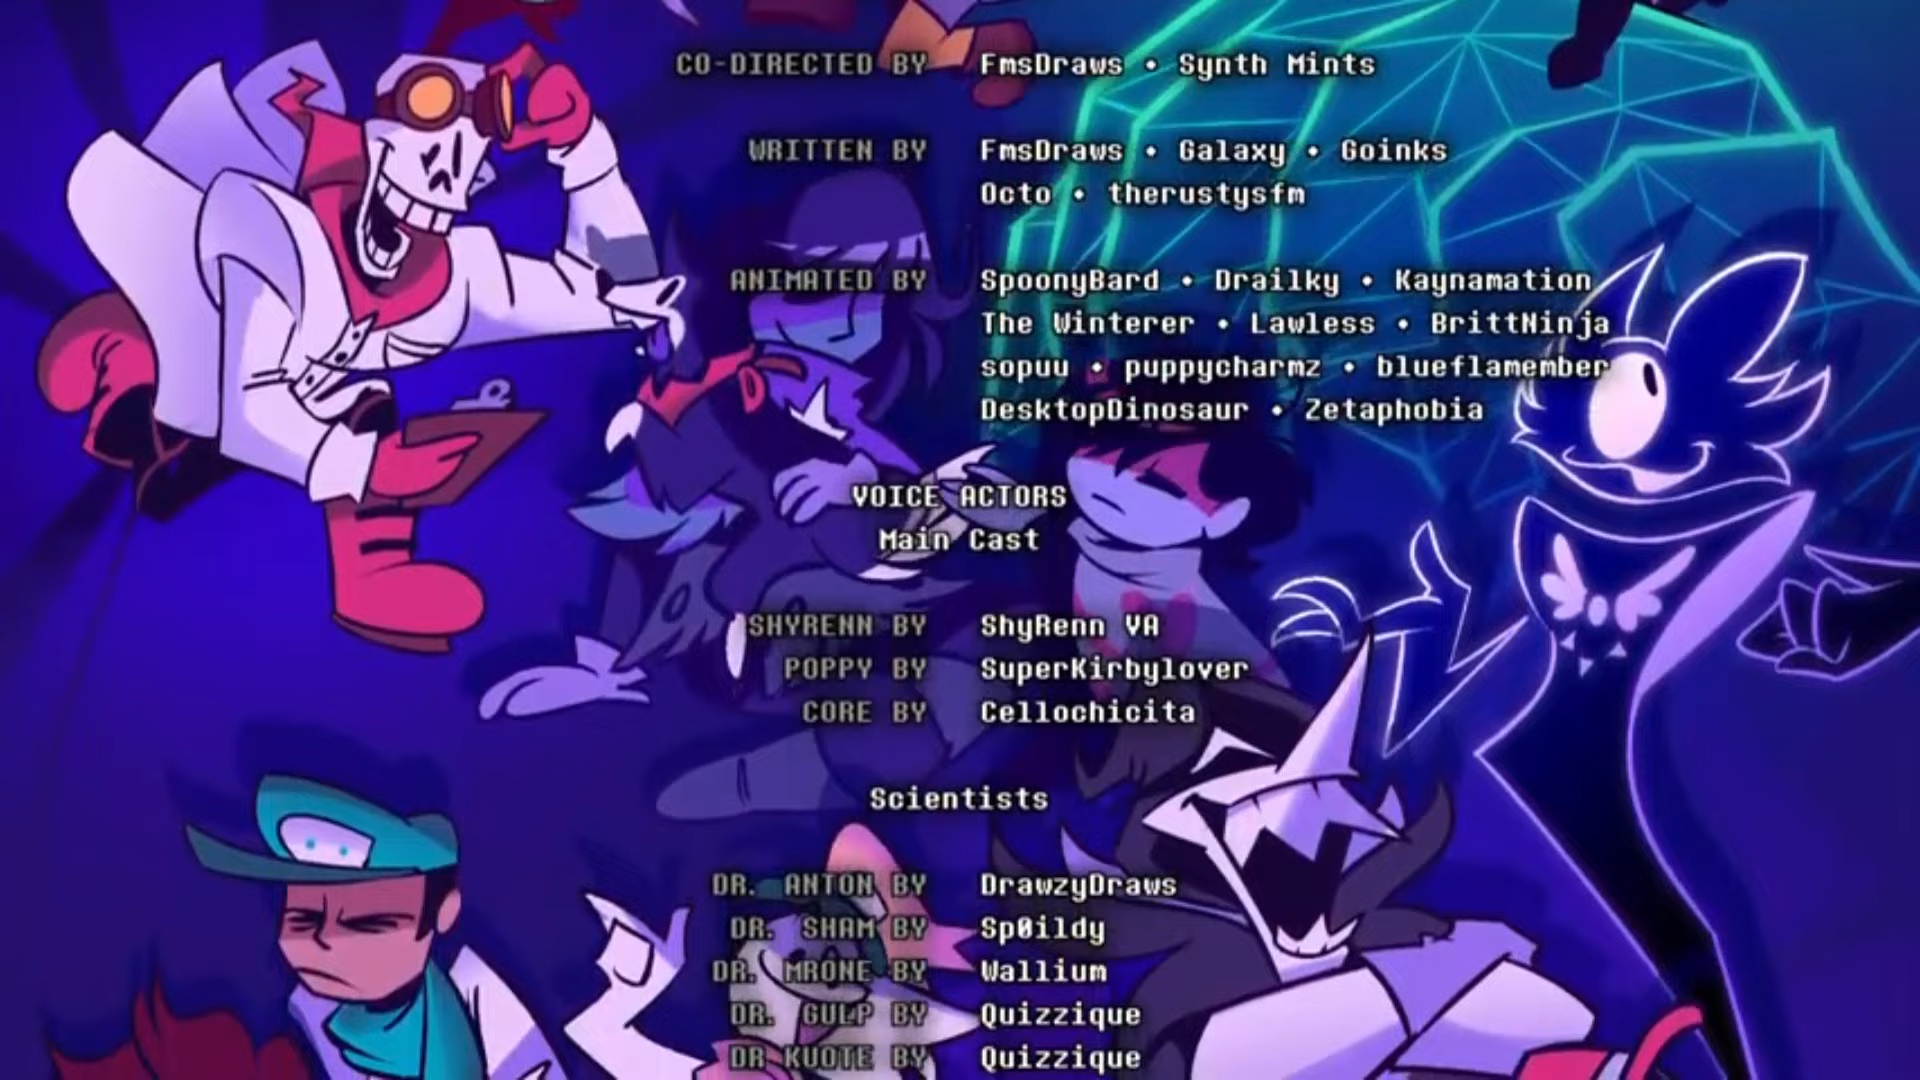 CO-DIRECTED BY FmsDraws • Synth Mints
WRITTEN BY FmsDraws • Galaxy • Goinks
Octo • therustysfm
ANIMATED BY SpoonyBard • Drailky • Kaynamation
The Winterer • Lawless • BrittNinja
sopuu • puppycharmz • blueflamember
DesktopDinosaur • Zetaphobia
VOICE ACTORS
Main Cast
SHYRENN BY ShyRenn VA
POPPY BY SuperKirbylover
CORE BY Cellochicita
Scientists
DR. ANTON BY DrawzyDraws
DR. SHAM BY Sp0ildy
DR. MRONE BY Wallium
DR. GULP BY Quizzique
DR KUOTE BY Quizzique